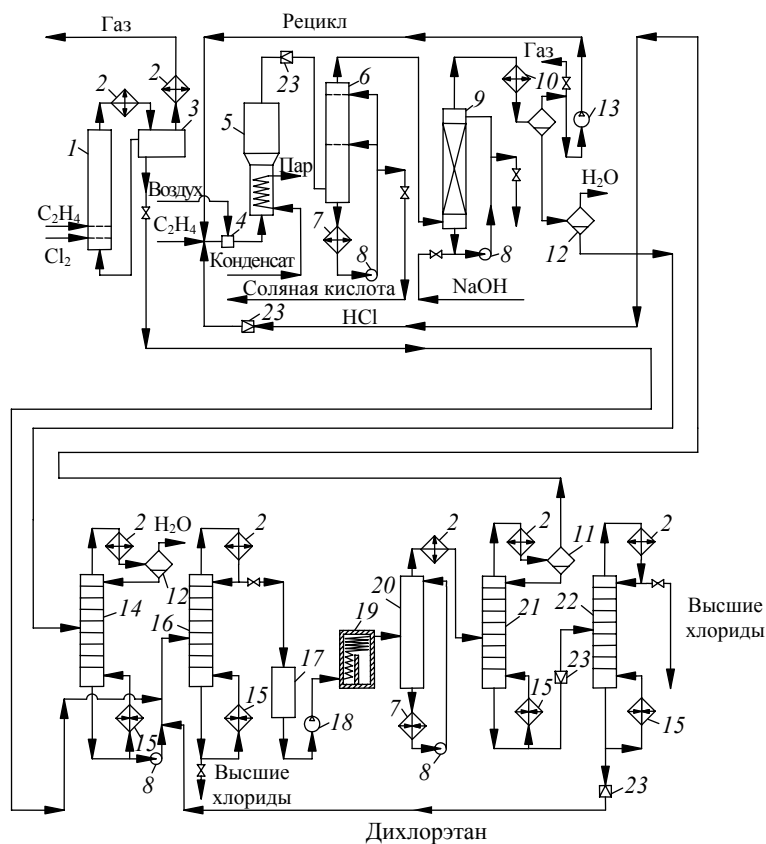 Газ
Рецикл
2
2
23
6
10
Газ
13
1
3
5
9
Пар
H₂O
Воздух
C₂H₄
Cl₂
C₂H₄
4
Конденсат
7
8
8
12
Соляная кислота
NaOH
23
HCl
2
H₂O
2
2
2
11
2
12
14
16
17
19
20
21
22
Высшие
хлориды
23
15
8
15
18
7
8
15
15
Высшие
хлориды
23
Дихлорэтан